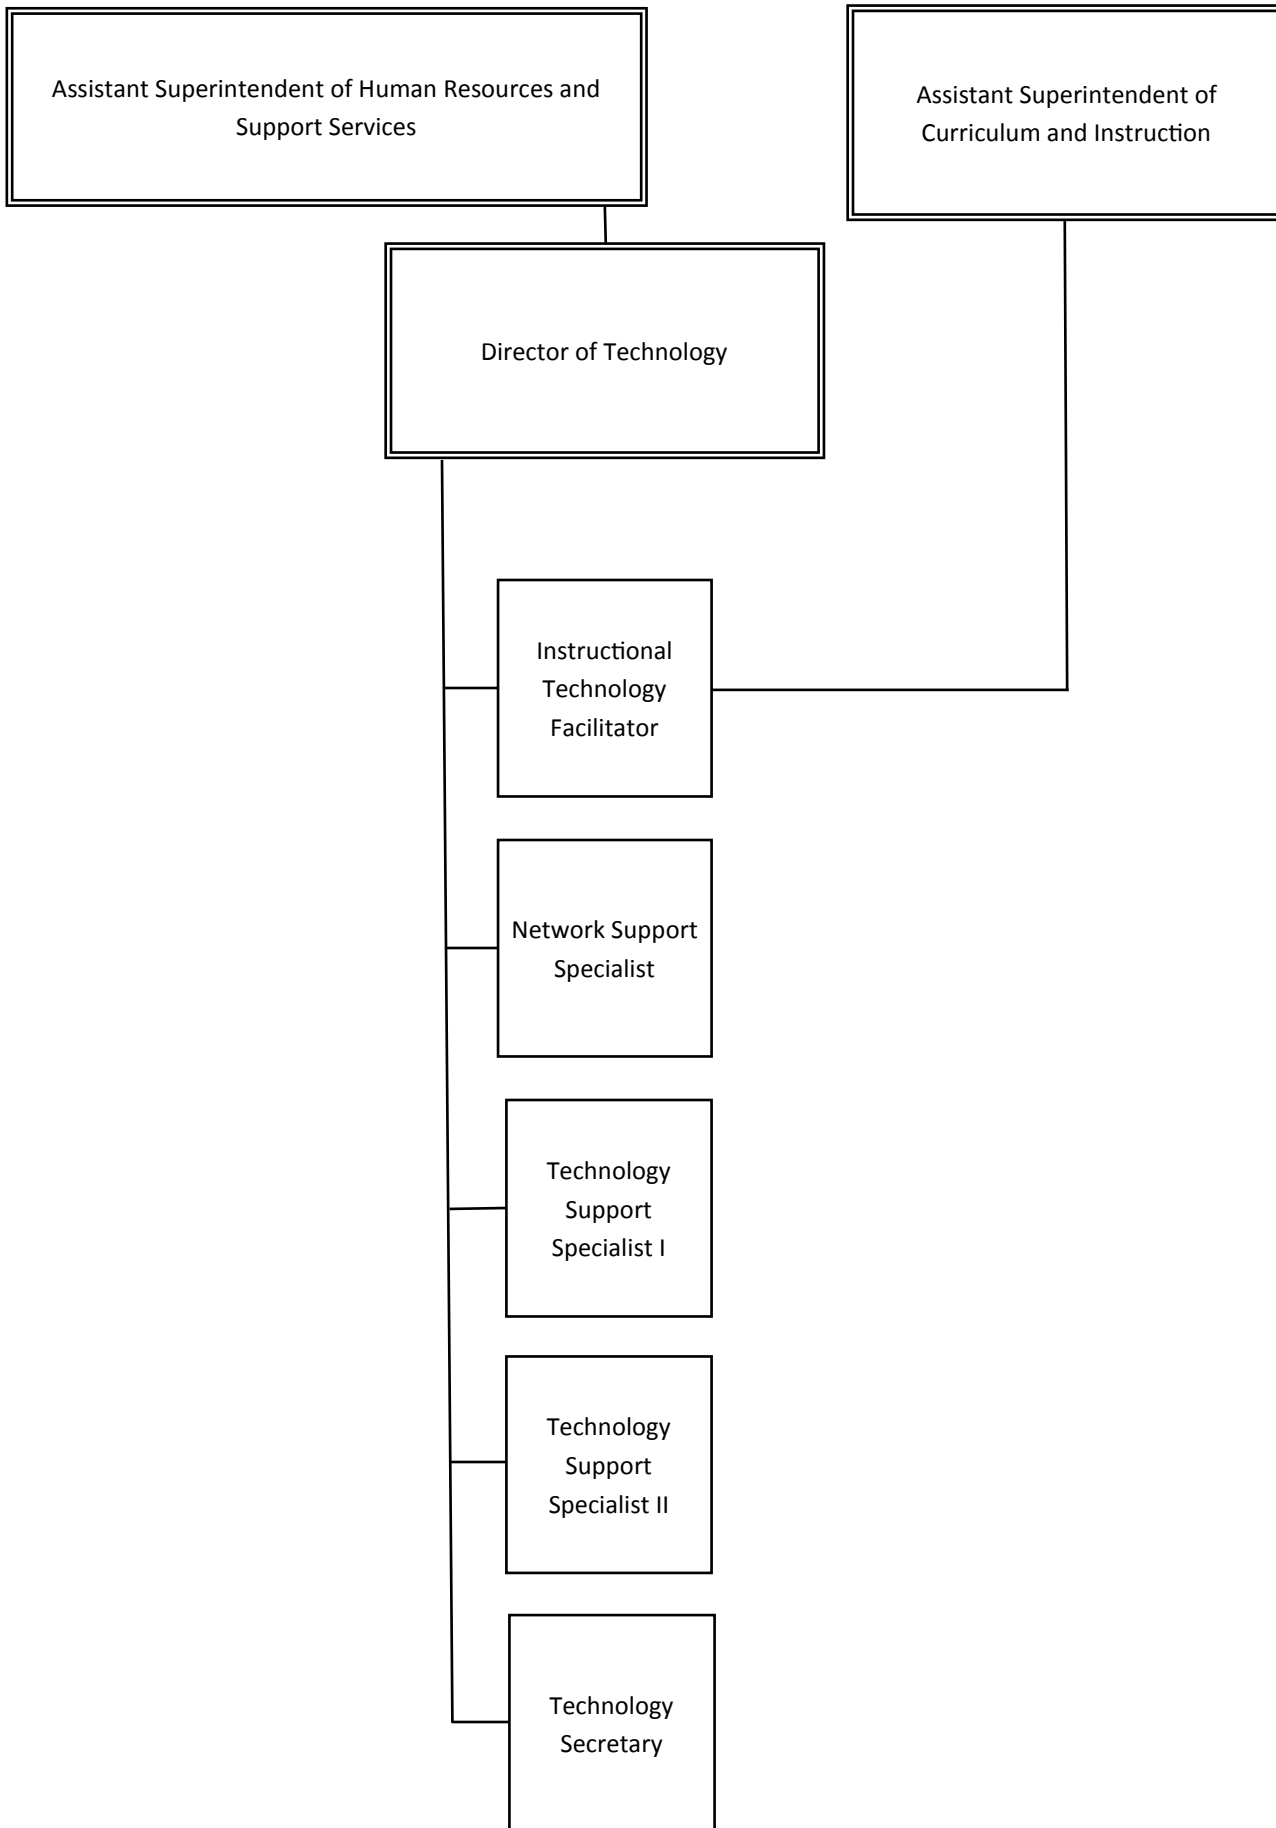 Assistant Superintendent of Human Resources and
Support Services
Assistant Superintendent of
Curriculum and Instruction
Director of Technology
Instructional
Technology
Facilitator
Network Support
Specialist
Technology
Support
Specialist I
Technology
Support
Specialist II
Technology
Secretary